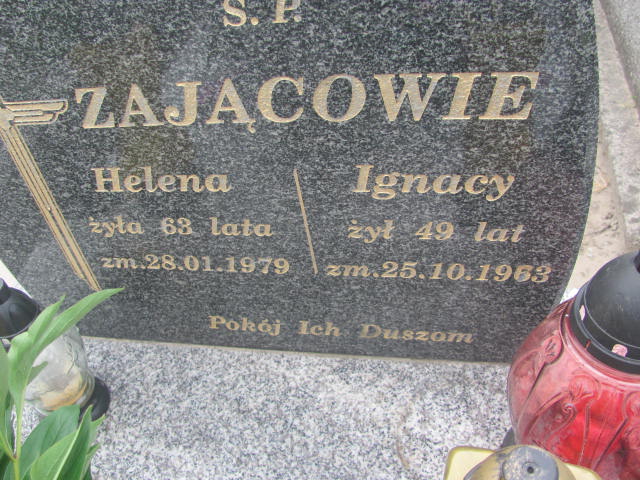 Ś. P.
ZAJĄCOWIE
Helena
żyła 63 lata
zm.28.01.1979
Ignacy
żył 49 lat
zm.25.10.1963
Pokój Ich Duszom